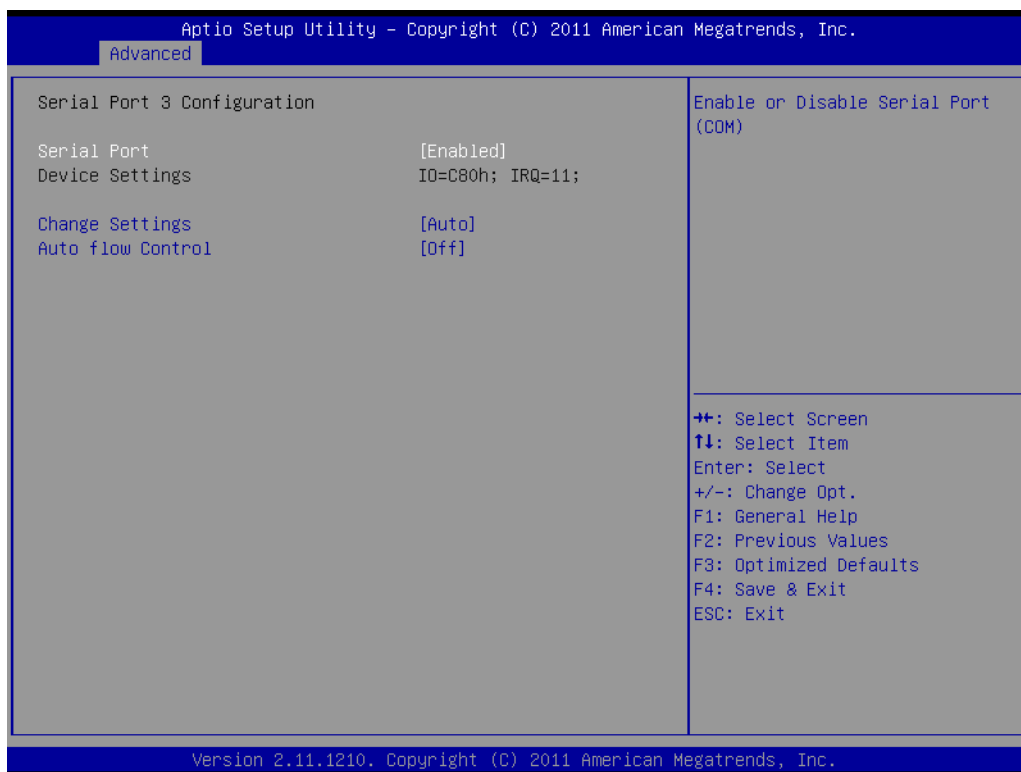 Aptio Setup Utility – Copyright (C) 2011 American Megatrends, Inc.
Advanced
Serial Port 3 Configuration
Serial Port [Enabled]
Device Settings IO=C80h; IRQ=11;
Change Settings [Auto]
Auto flow Control [Off]
Enable or Disable Serial Port
(COM)
→←: Select Screen
↑↓: Select Item
Enter: Select
+/-: Change Opt.
F1: General Help
F2: Previous Values
F3: Optimized Defaults
F4: Save & Exit
ESC: Exit
Version 2.11.1210. Copyright (C) 2011 American Megatrends, Inc.